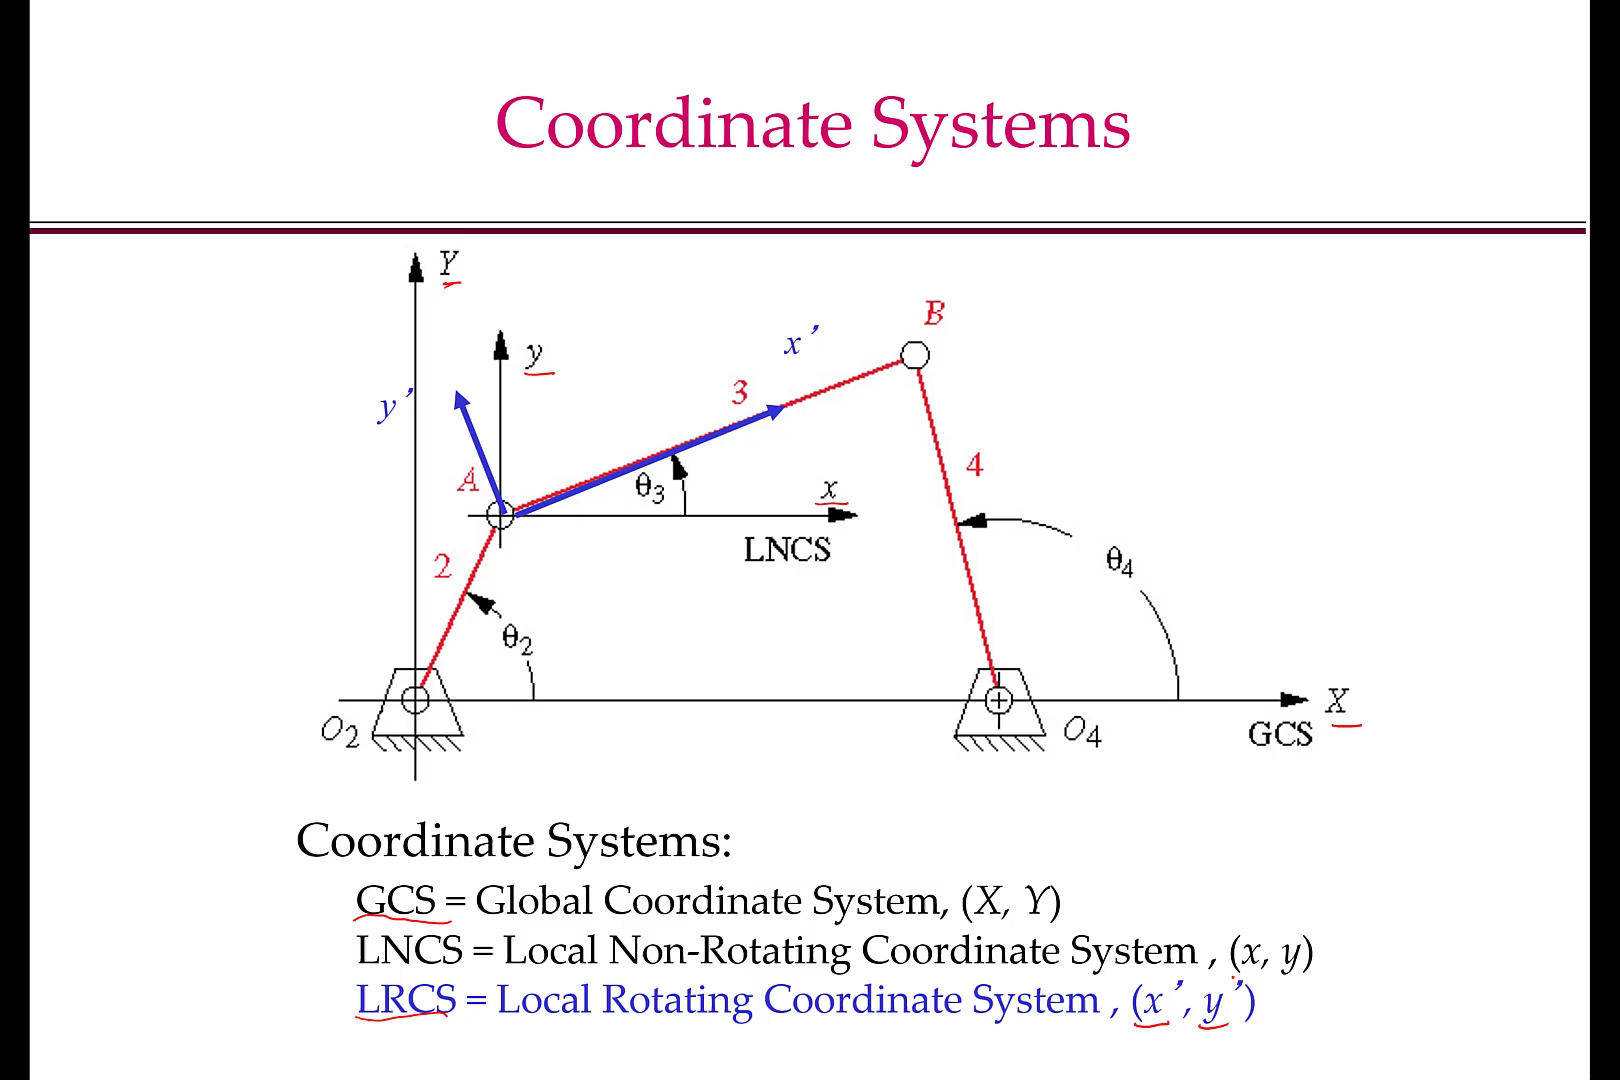 Coordinate Systems
Y
B
x’
y
3
y’
A
θ3
x
4
LNCS
2
θ4
θ2
X
O2
O4
GCS
Coordinate Systems:
GCS = Global Coordinate System, (X, Y)
LNCS = Local Non-Rotating Coordinate System , (x, y)
LRCS = Local Rotating Coordinate System , (x’, y’)